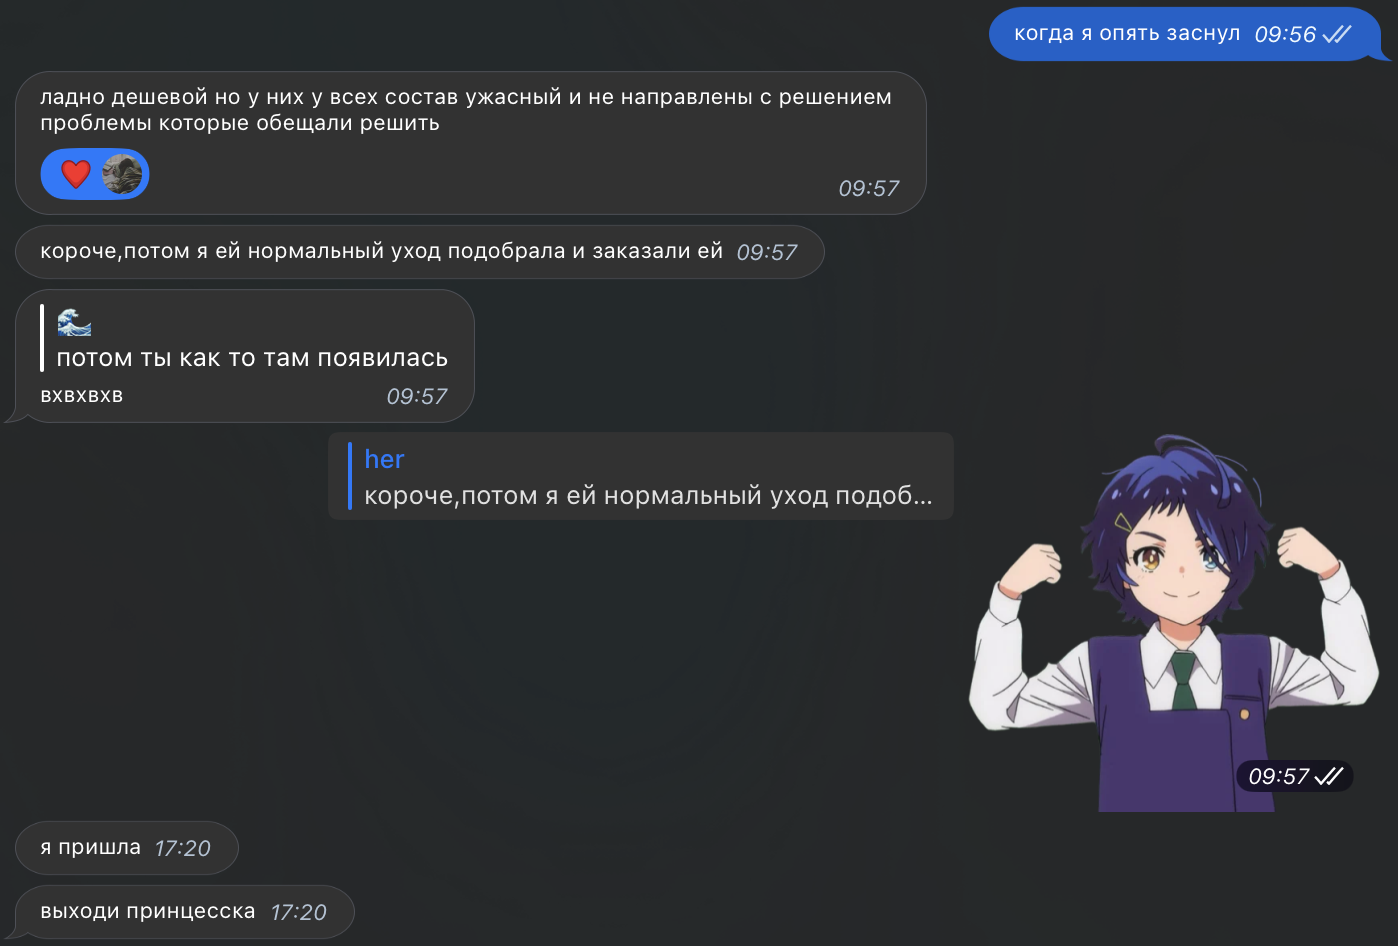 когда я опять заснул 09:56
ладно дешевой но у них у всех состав ужасный и не направлены с решением
проблемы которые обещали решить
09:57
короче,потом я ей нормальный уход подобрала и заказали ей 09:57
🌊
потом ты как то там появилась
вхвхвхв 09:57
her
короче,потом я ей нормальный уход подоб...
09:57
я пришла 17:20
выходи принцесска 17:20